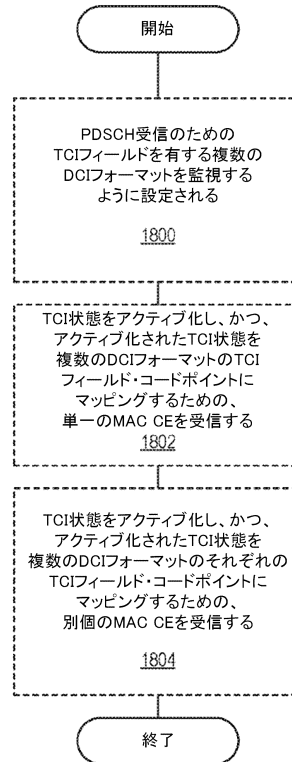 開始
PDSCH受信のための
TCIフィールドを有する複数の
DCIフォーマットを監視する
ように設定される
1800
TCI状態をアクティブ化し、かつ、
アクティブ化されたTCI状態を
複数のDCIフォーマットのTCI
フィールド・コードポイントに
マッピングするための、
単一のMAC CEを受信する
1802
TCI状態をアクティブ化し、かつ、
アクティブ化されたTCI状態を
複数のDCIフォーマットのそれぞれの
TCIフィールド・コードポイントに
マッピングするための、
別個のMAC CEを受信する
1804
終了